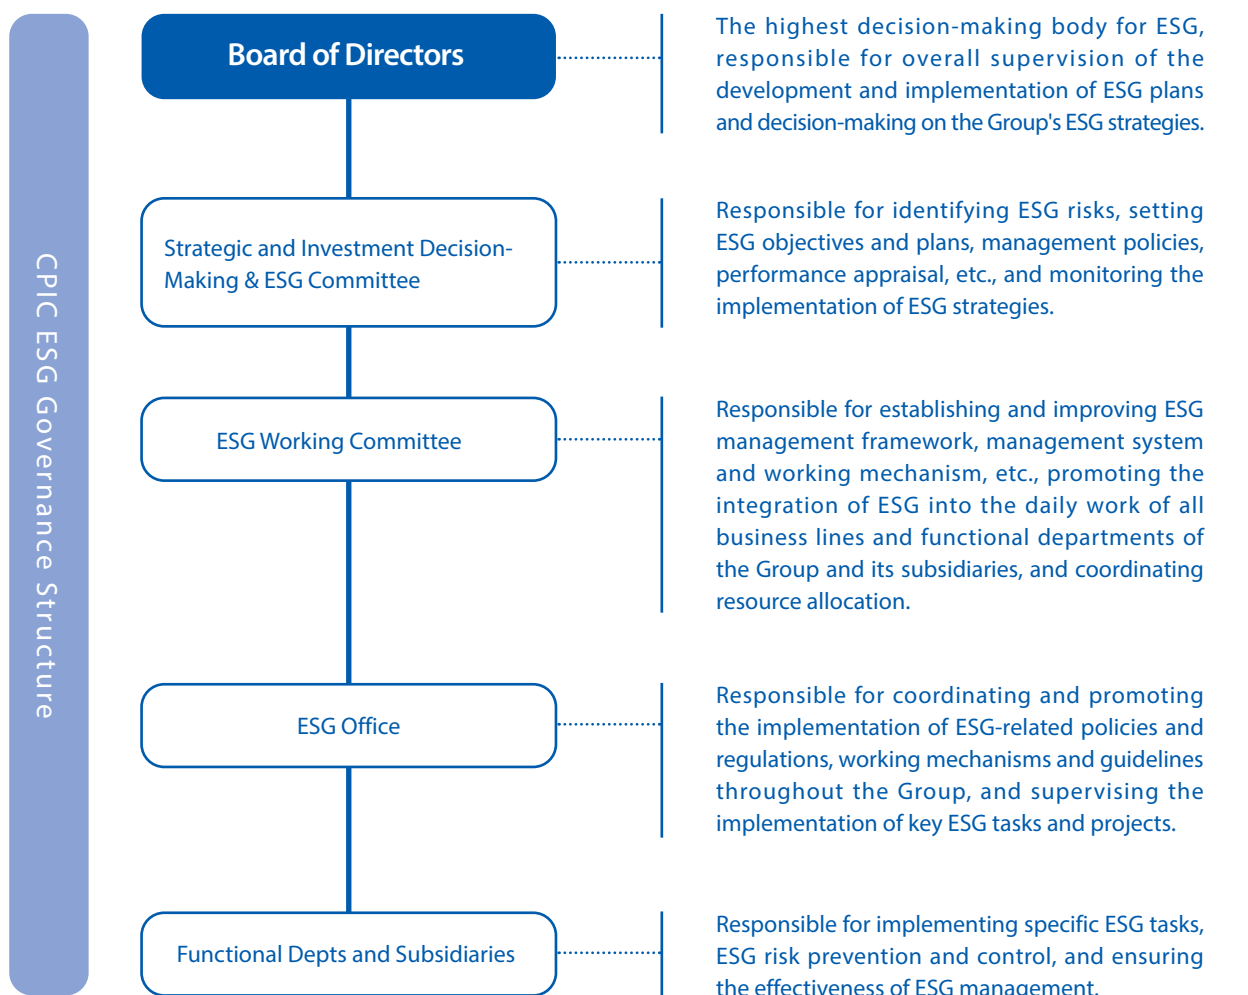 CPIC ESG Governance Structure
Board of Directors
The highest decision-making body for ESG,
responsible for overall supervision of the
development and implementation of ESG plans
and decision-making on the Group's ESG strategies.
Strategic and Investment Decision-
Making & ESG Committee
Responsible for identifying ESG risks, setting
ESG objectives and plans, management policies,
performance appraisal, etc., and monitoring the
implementation of ESG strategies.
ESG Working Committee
Responsible for establishing and improving ESG
management framework, management system
and working mechanism, etc., promoting the
integration of ESG into the daily work of all
business lines and functional departments of
the Group and its subsidiaries, and coordinating
resource allocation.
ESG Office
Responsible for coordinating and promoting
the implementation of ESG-related policies and
regulations, working mechanisms and guidelines
throughout the Group, and supervising the
implementation of key ESG tasks and projects.
Functional Depts and Subsidiaries
Responsible for implementing specific ESG tasks,
ESG risk prevention and control, and ensuring
the effectiveness of ESG management.